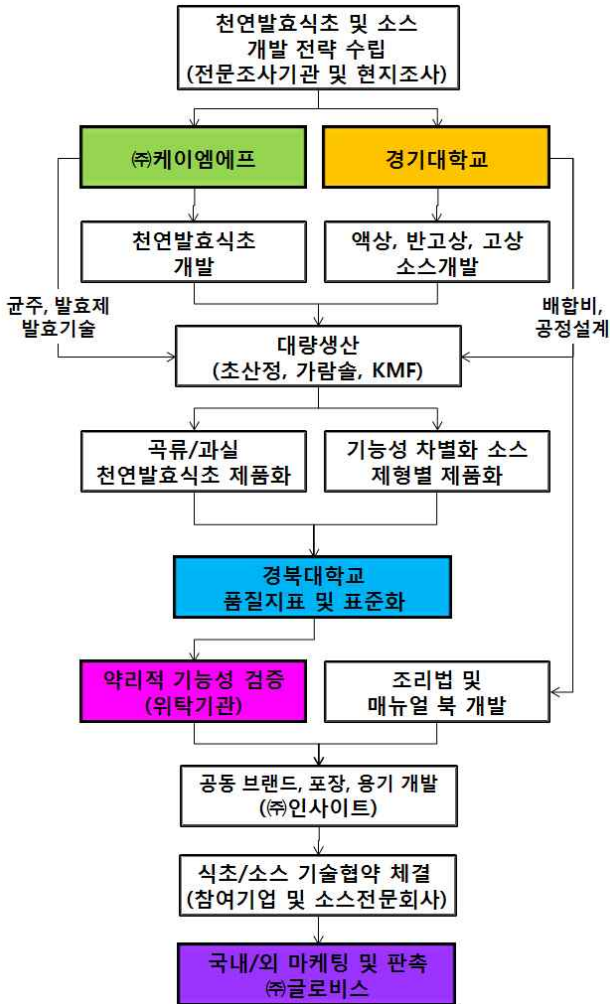 천연발효식초 및 소스
개발 전략 수립
(전문조사기관 및 현지조사)
㈜케이엠에프
경기대학교
천연발효식초
개발
액상, 반고상, 고상
소스개발
균주, 발효제
발효기술
배합비,
공정설계
대량생산
(초산정, 가람솔, KMF)
곡류/과실
천연발효식초 제품화
기능성 차별화 소스
제형별 제품화
경북대학교
품질지표 및 표준화
약리적 기능성 검증
(위탁기관)
조리법 및
매뉴얼 북 개발
공동 브랜드, 포장, 용기 개발
(㈜인사이트)
식초/소스 기술협약 체결
(참여기업 및 소스전문회사)
국내/외 마케팅 및 판촉
㈜글로비스